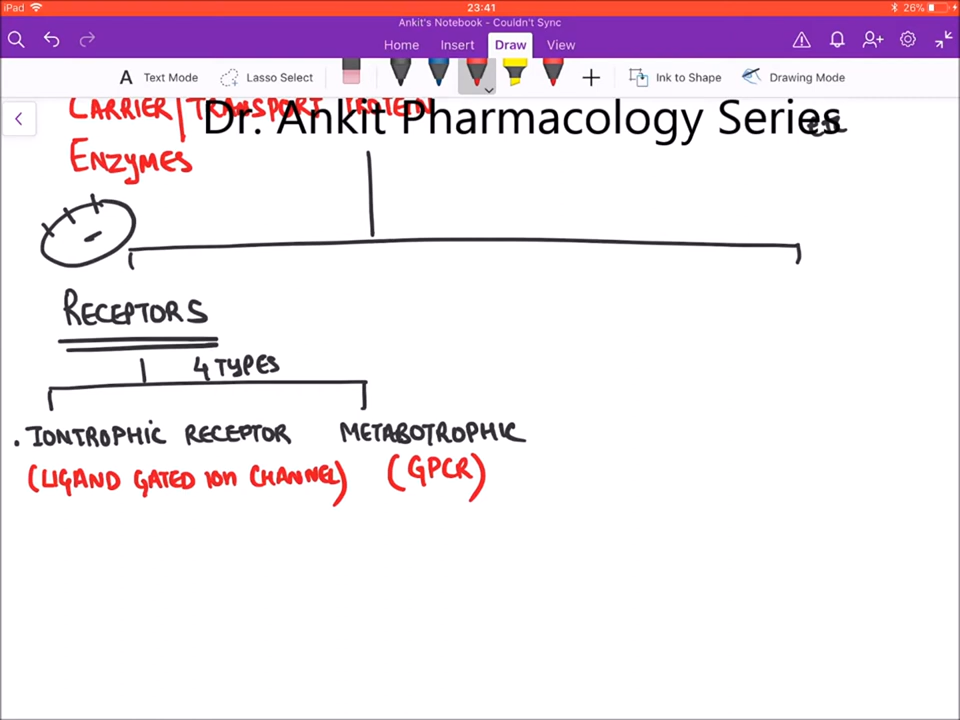 iPad 23:41 26%
Ankit's Notebook - Couldn't Sync
Home Insert Draw View
A Text Mode Lasso Select Ink to Shape Drawing Mode
CARRIER/TRANSPORT PROTEIN
Dr. Ankit Pharmacology Series
ENZYMES
RECEPTORS
4 TYPES
. IONTROPHIC RECEPTOR METABOTROPHIC
(LIGAND GATED ION CHANNEL) (GPCR)